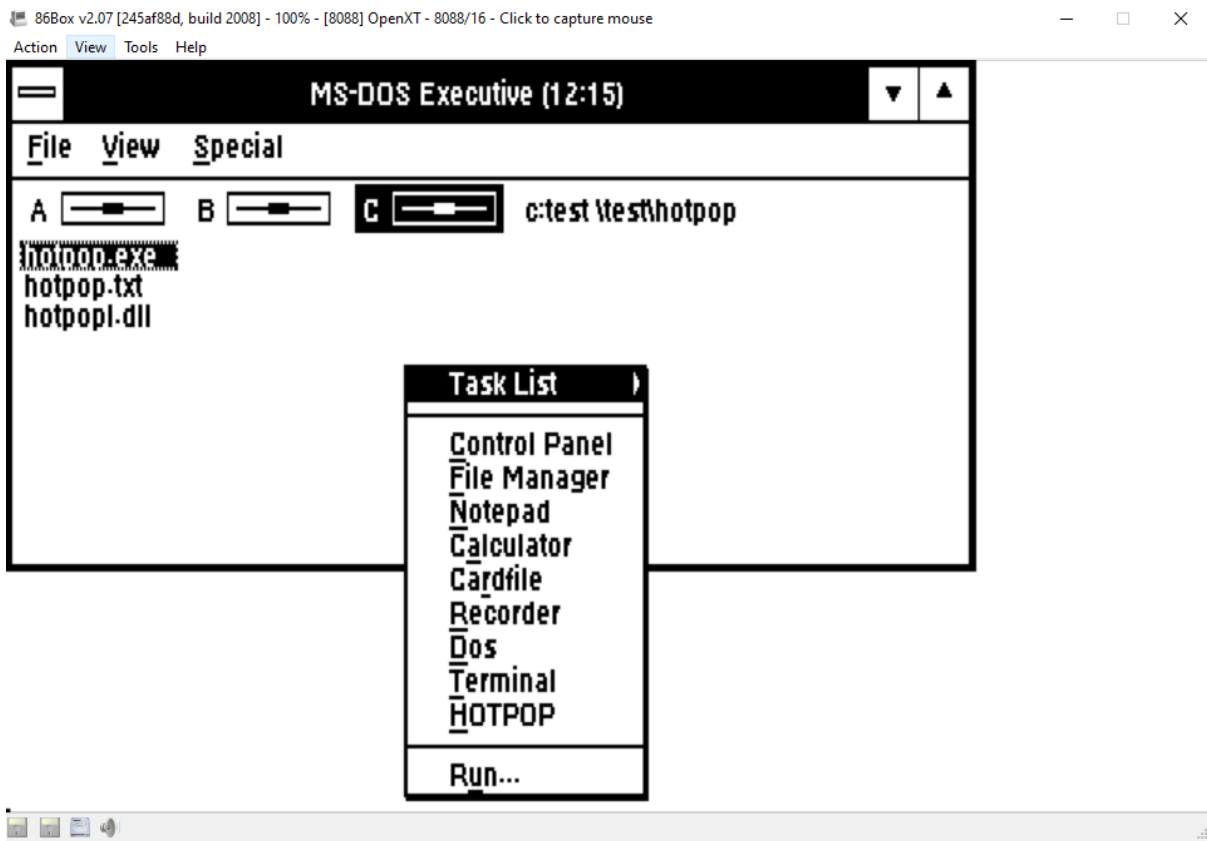 86Box v2.07 [245af88d, build 2008] - 100% - [8088] OpenXT - 8088/16 - Click to capture mouse
Action View Tools Help
MS-DOS Executive (12:15)
File View Special
A B C c:test \test\hotpop
hotpop.exe
hotpop.txt
hotpopl.dll
Task List
Control Panel
File Manager
Notepad
Calculator
Cardfile
Recorder
Dos
Terminal
HOTPOP
Run...